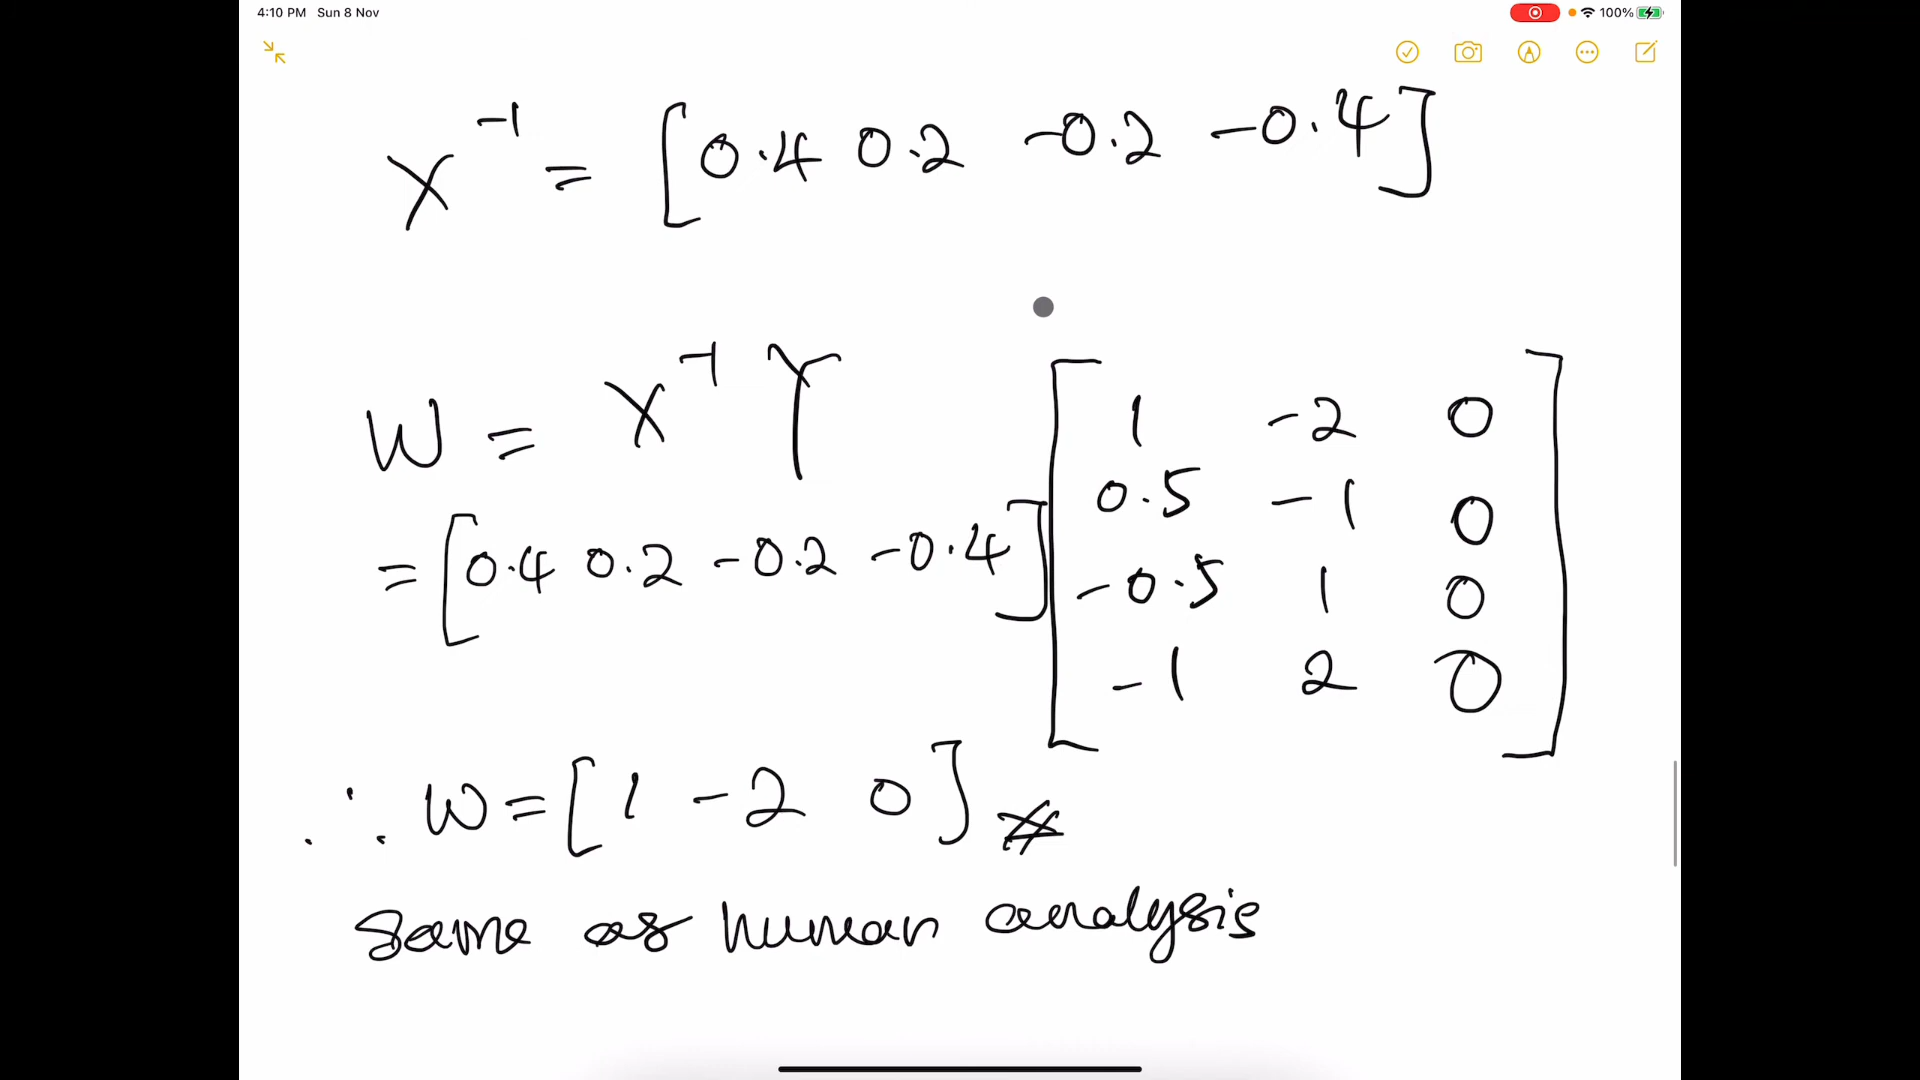 4:10 PM Sun 8 Nov 100%
X⁻¹ = [0.4 0.2 -0.2 -0.4]
W = X⁻¹ Y
= [0.4 0.2 -0.2 -0.4]
[1 -2 0
0.5 -1 0
-0.5 1 0
-1 2 0]
∴ W = [1 -2 0]
same as human analysis